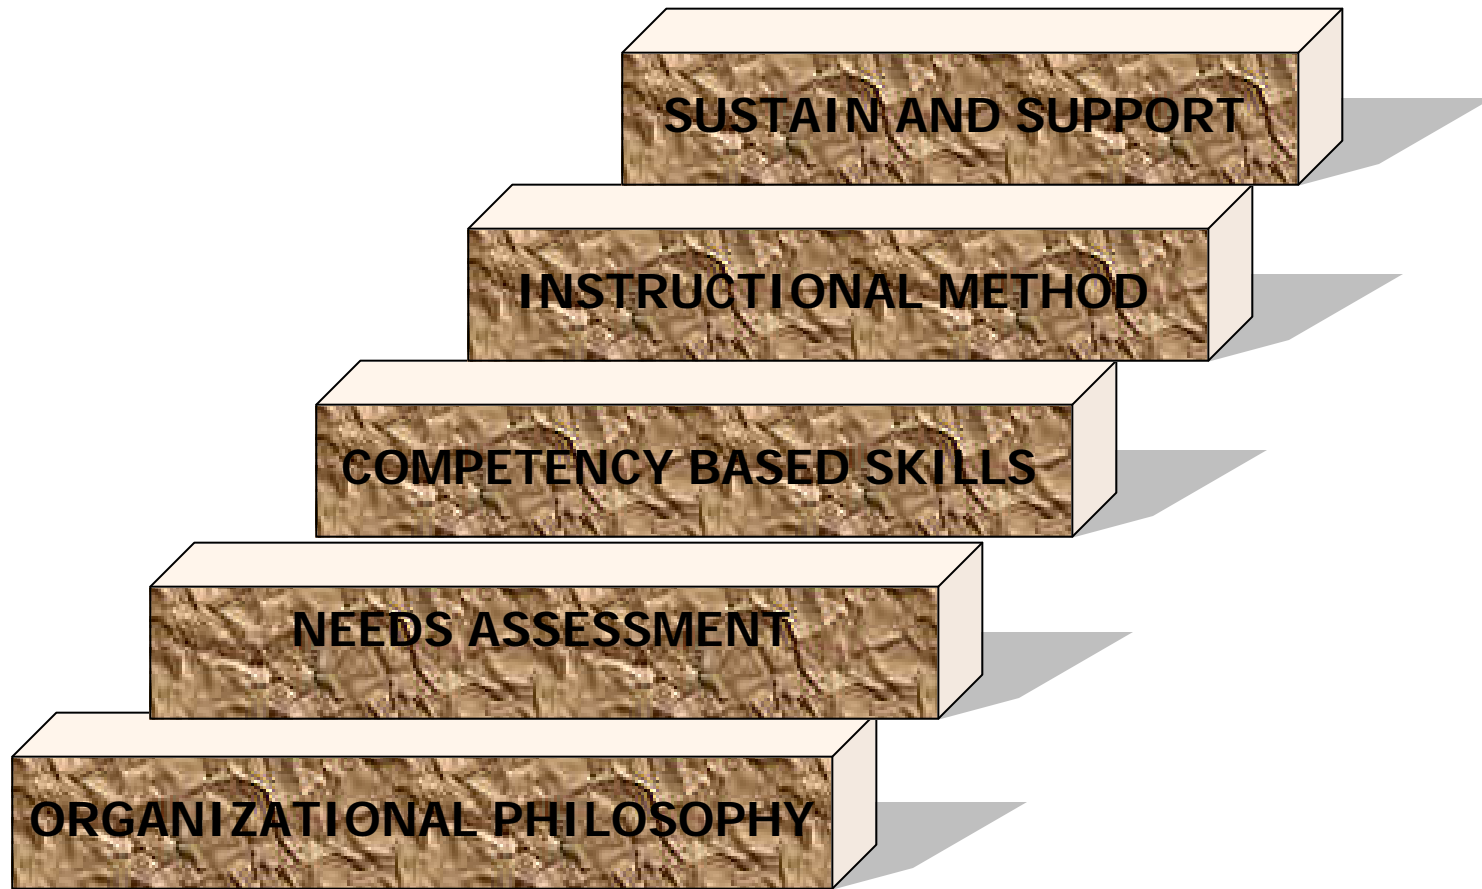 SUSTAIN AND SUPPORT
INSTRUCTIONAL METHOD
COMPETENCY BASED SKILLS
NEEDS ASSESSMENT
ORGANIZATIONAL PHILOSOPHY